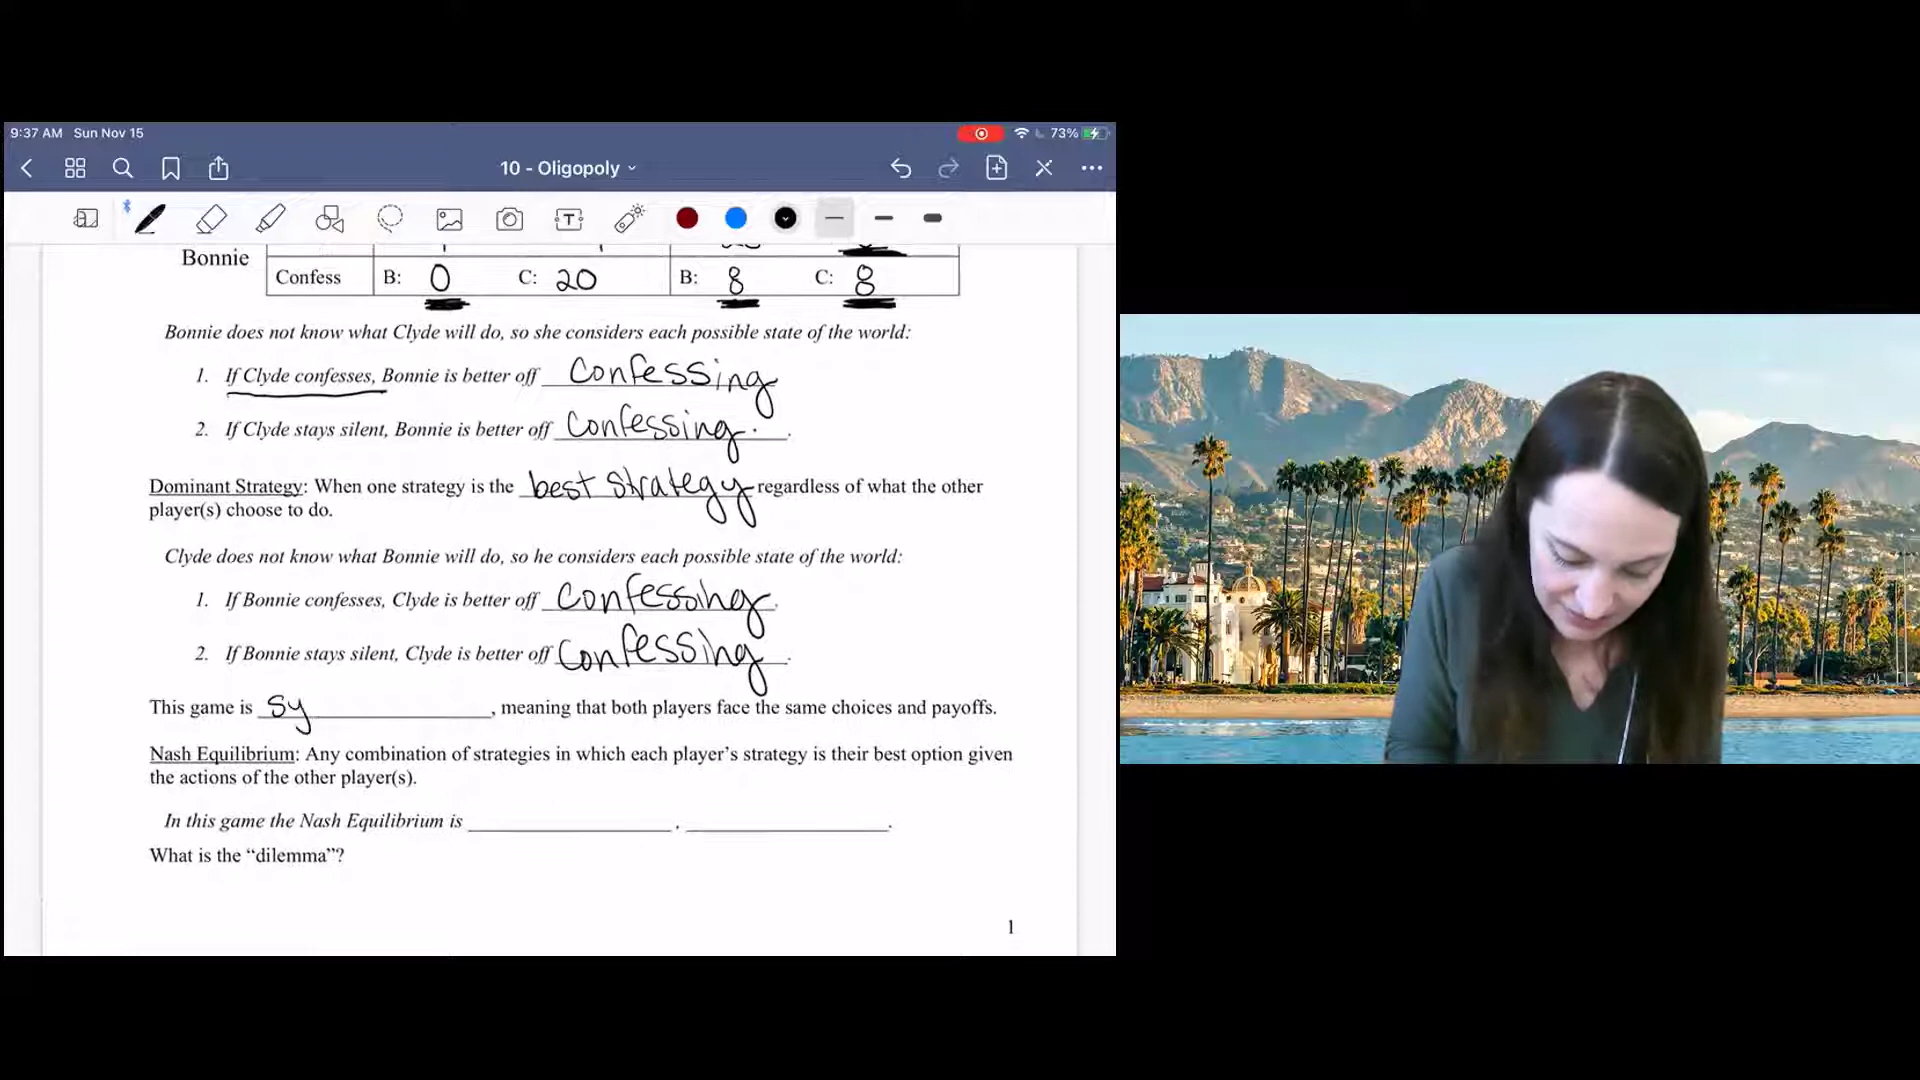 9:37 AM Sun Nov 15
73%
10 - Oligopoly
Bonnie
Confess B: 0 C: 20 B: 8 C: 8
Bonnie does not know what Clyde will do, so she considers each possible state of the world:
1. If Clyde confesses, Bonnie is better off confessing
2. If Clyde stays silent, Bonnie is better off confessing.
Dominant Strategy: When one strategy is the best strategy regardless of what the other
player(s) choose to do.
Clyde does not know what Bonnie will do, so he considers each possible state of the world:
1. If Bonnie confesses, Clyde is better off confessing.
2. If Bonnie stays silent, Clyde is better off confessing.
This game is sy, meaning that both players face the same choices and payoffs.
Nash Equilibrium: Any combination of strategies in which each player's strategy is their best option given
the actions of the other player(s).
In this game the Nash Equilibrium is ____________ , ____________.
What is the “dilemma”?
1